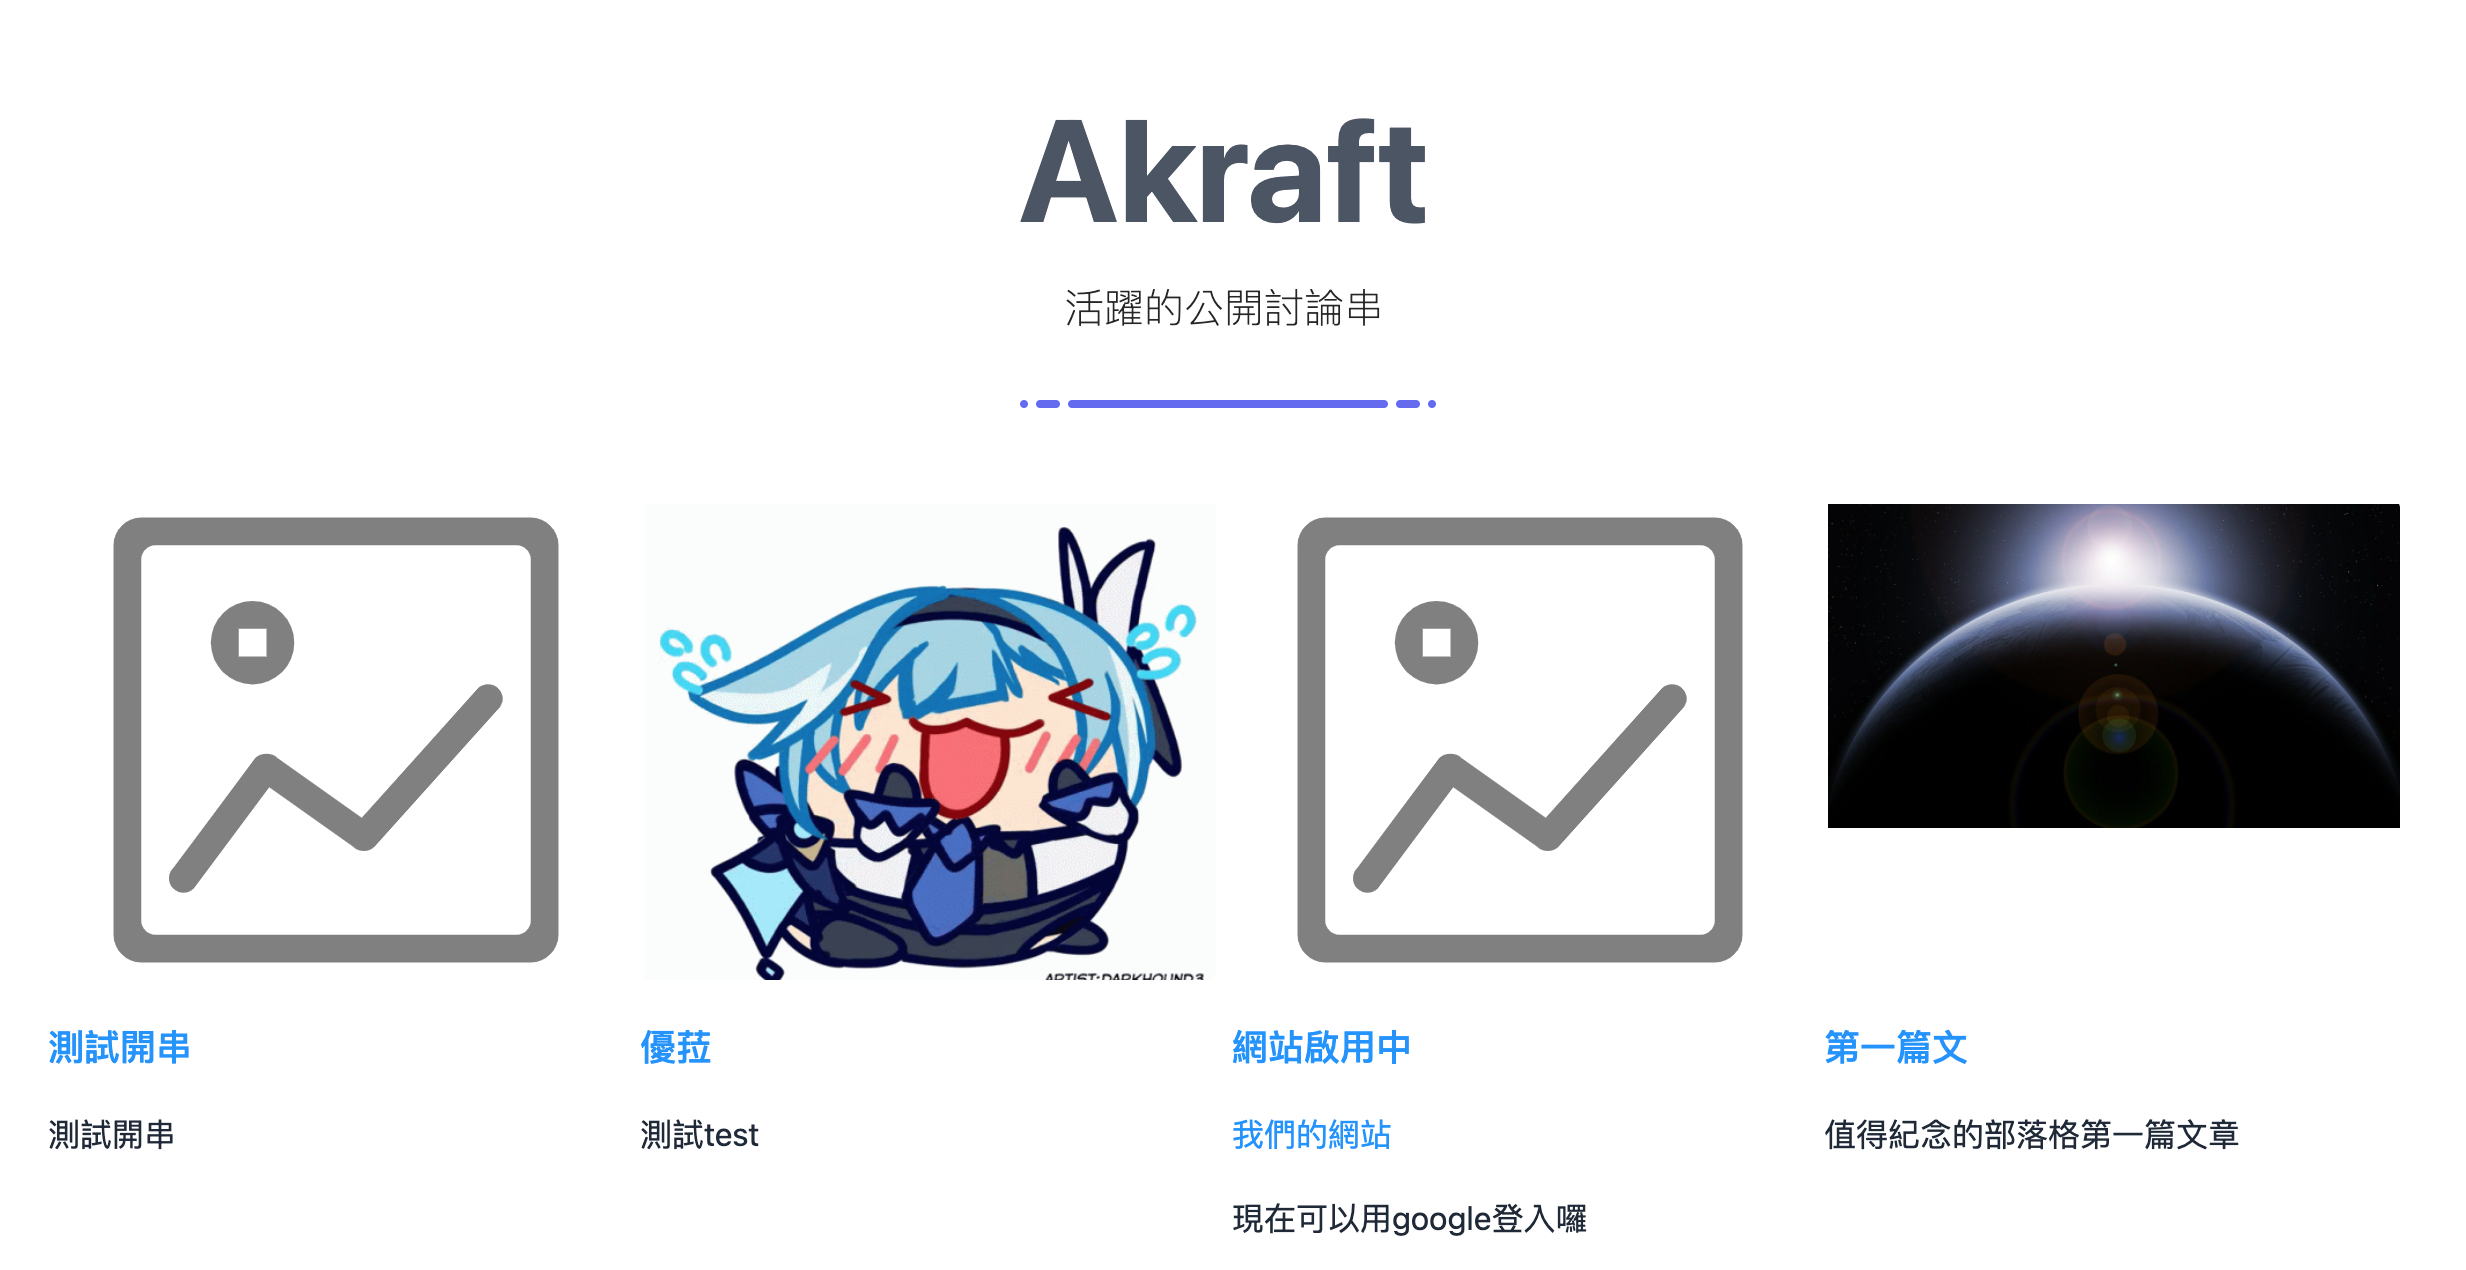 Akraft
活躍的公開討論串
ARTIST:DARKHOUND3
測試開串
優菈
網站啟用中
第一篇文
測試開串
測試test
我們的網站
值得紀念的部落格第一篇文章
現在可以用google登入囉